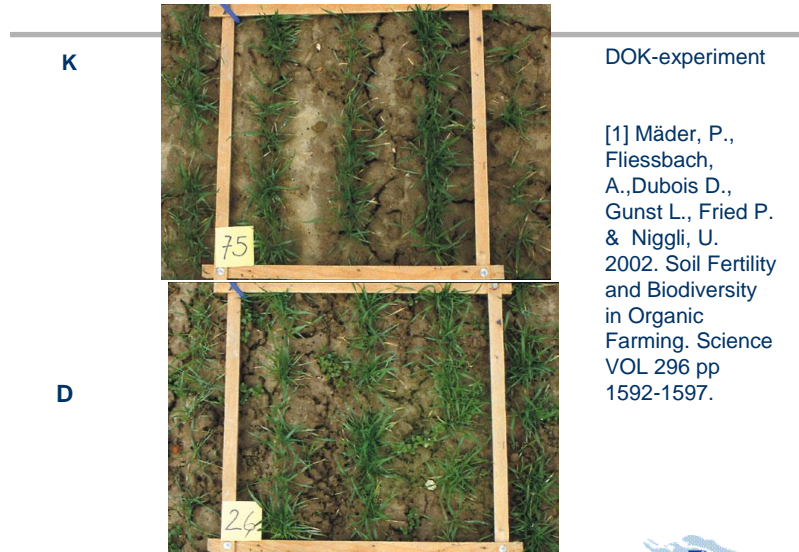 K
DOK-experiment
[1] Mäder, P.,
Fliessbach,
A.,Dubois D.,
Gunst L., Fried P.
& Niggli, U.
2002. Soil Fertility
and Biodiversity
in Organic
Farming. Science
VOL 296 pp
1592-1597.
75
D
26